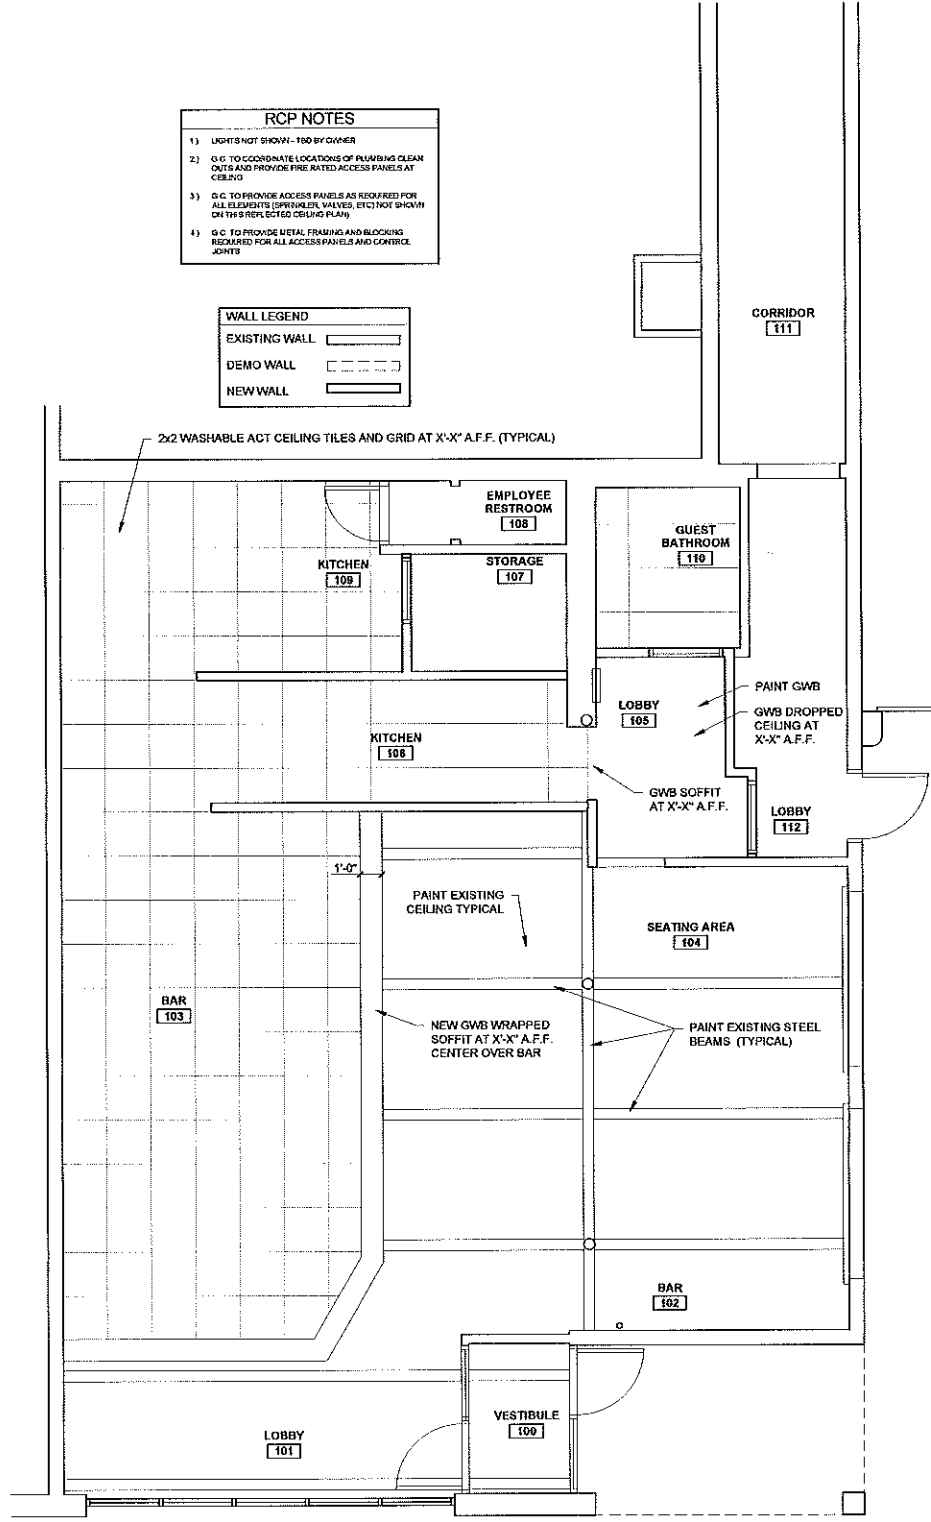 RCP NOTES
1.) LIGHTS NOT SHOWN - TBD BY OWNER
2.) G.C. TO COORDINATE LOCATIONS OF PLUMBING CLEAN
OUTS AND PROVIDE FIRE RATED ACCESS PANELS AT
CEILING
3.) G.C. TO PROVIDE ACCESS PANELS AS REQUIRED FOR
ALL ELEMENTS (SPRINKLER, VALVES, ETC) NOT SHOWN
ON THIS REFLECTED CEILING PLAN)
4.) G.C. TO PROVIDE METAL FRAMING AND BLOCKING
REQUIRED FOR ALL ACCESS PANELS AND CONTROL
JOINTS
WALL LEGEND
EXISTING WALL
DEMO WALL
NEW WALL
CORRIDOR
111
2x2 WASHABLE ACT CEILING TILES AND GRID AT X'-X" A.F.F. (TYPICAL)
EMPLOYEE
RESTROOM
108
GUEST
BATHROOM
110
KITCHEN
109
STORAGE
107
PAINT GWB
LOBBY
105
GWB DROPPED
CEILING AT
X'-X" A.F.F.
KITCHEN
106
GWB SOFFIT
AT X'-X" A.F.F.
LOBBY
112
1'-0"
PAINT EXISTING
CEILING TYPICAL
SEATING AREA
104
BAR
103
NEW GWB WRAPPED
SOFFIT AT X'-X" A.F.F.
CENTER OVER BAR
PAINT EXISTING STEEL
BEAMS (TYPICAL)
BAR
102
VESTIBULE
100
LOBBY
101